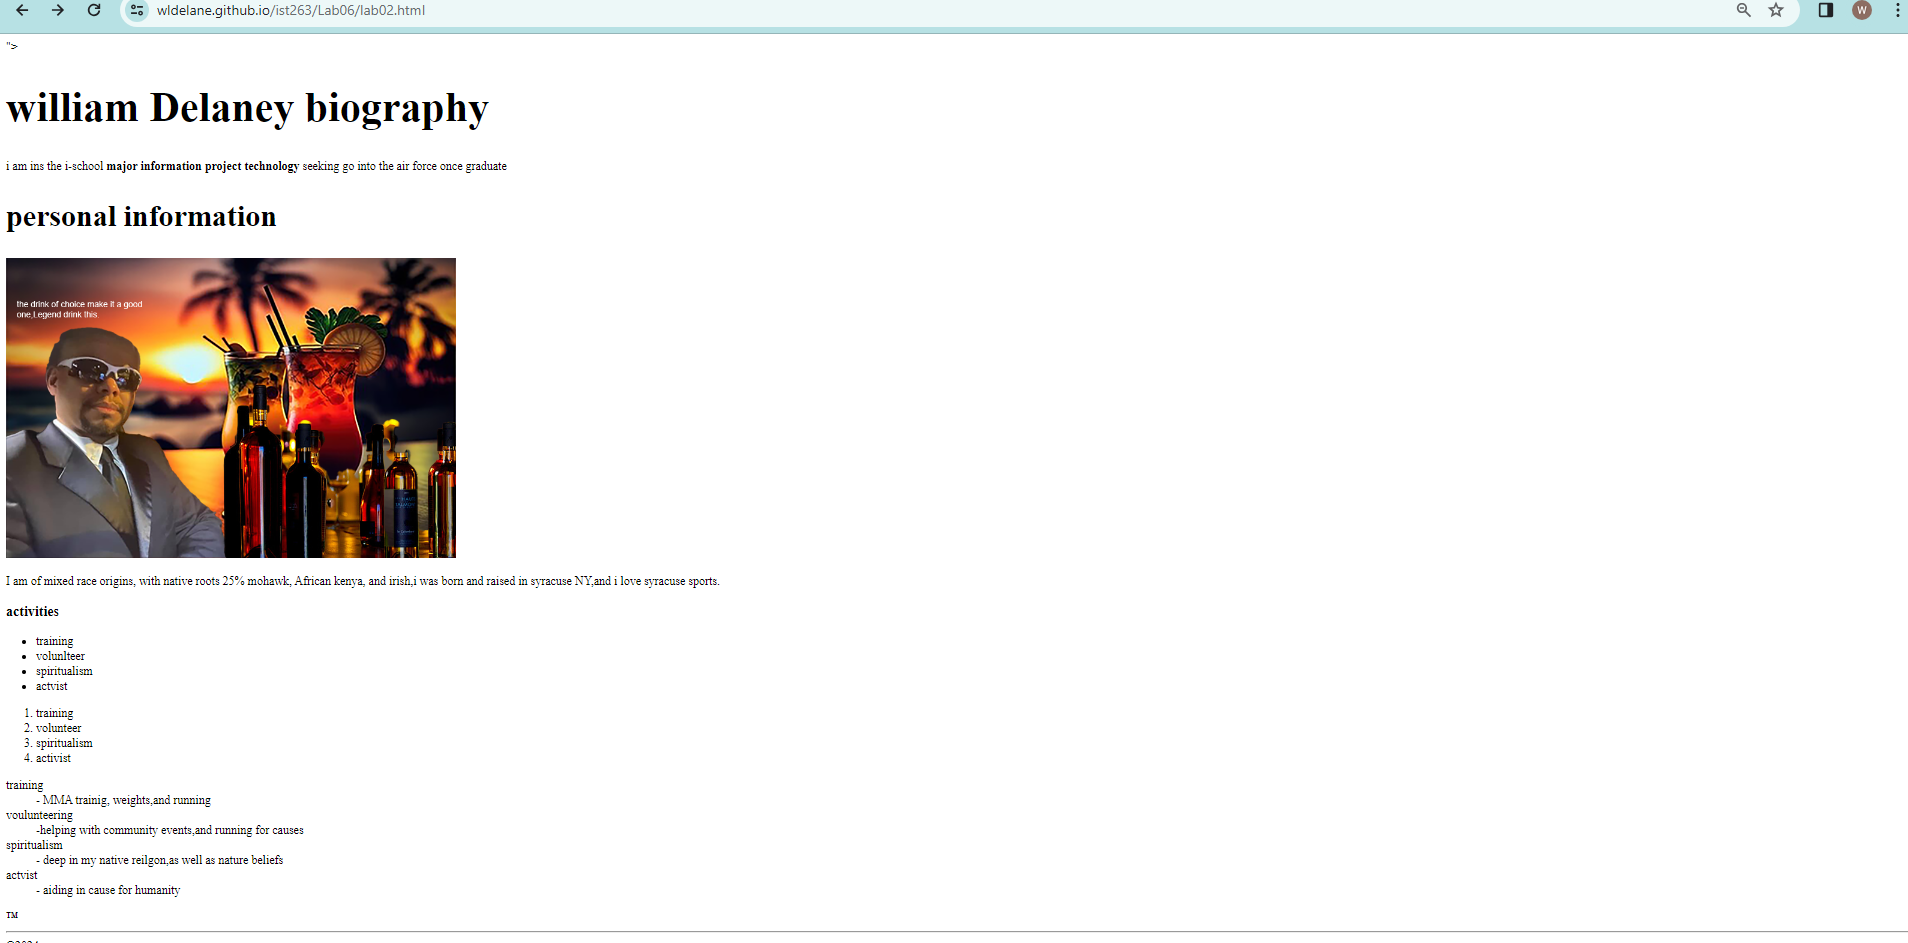 wldelane.github.io/ist263/Lab06/lab02.html
W
">
william Delaney biography
i am ins the i-school major information project technology seeking go into the air force once graduate
personal information
the drink of choice make it a good
one,Legend drink this
I am of mixed race origins, with native roots 25% mohawk, African kenya, and irish,i was born and raised in syracuse NY,and i love syracuse sports.
activities
• training
• volunlteer
• spiritualism
• actvist
1. training
2. volunteer
3. spiritualism
4. activist
training
- MMA trainig, weights,and running
voulunteering
-helping with community events,and running for causes
spiritualism
- deep in my native reilgon,as well as nature beliefs
actvist
- aiding in cause for humanity
™